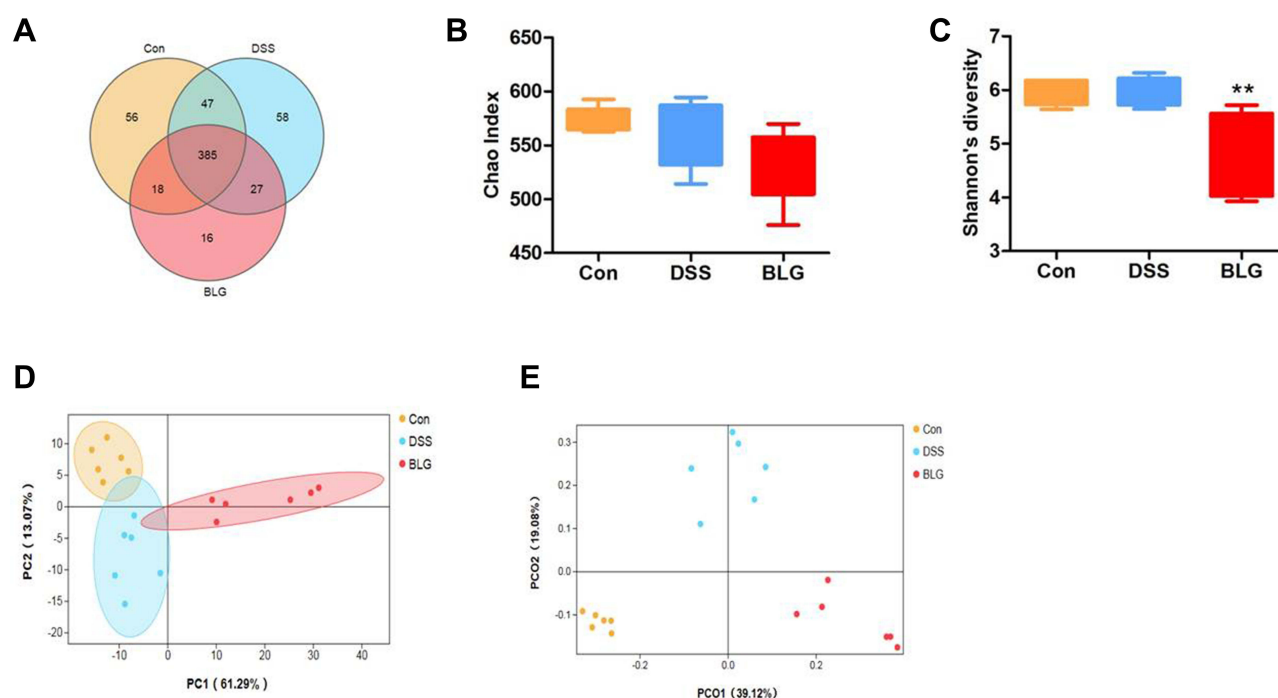 A
Con
DSS
56
47
58
385
18
27
16
BLG
B
Chao Index
650
600
550
500
450
Con DSS BLG
C
Shannon's diversity
7
6
5
4
3
**
Con DSS BLG
D
PC2 ( 13.07% )
10
5
0
-5
-10
-15
-20
-10 0 10 20 30 40
PC1 ( 61.29% )
Con
DSS
BLG
E
PCO2 ( 19.08% )
0.3
0.2
0.1
0.0
-0.1
-0.2 0.0 0.2
PCO1 ( 39.12% )
Con
DSS
BLG